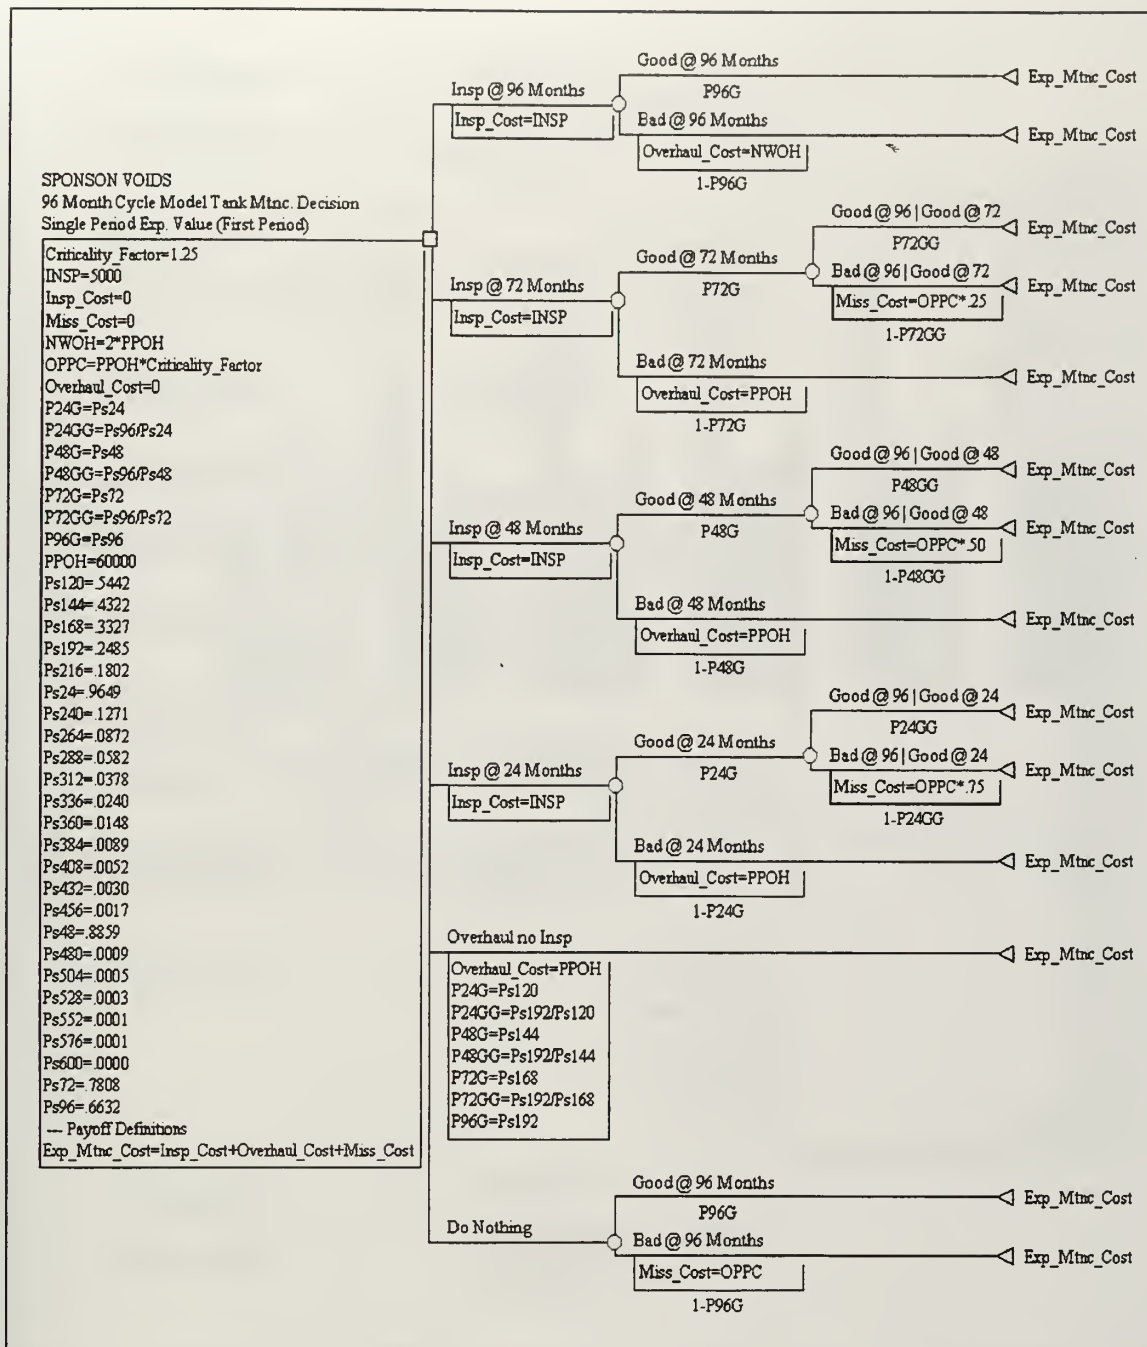 SPONSON VOIDS
96 Month Cycle Model Tank Mtnc. Decision
Single Period Exp. Value (First Period)
Criticality_Factor=1.25
INSP=5000
Insp_Cost=0
Miss_Cost=0
NWOH=2*PPOH
OPPC=PPOH*Criticality_Factor
Overhaul_Cost=0
P24G=Ps24
P24GG=Ps96/Ps24
P48G=Ps48
P48GG=Ps96/Ps48
P72G=Ps72
P72GG=Ps96/Ps72
P96G=Ps96
PPOH=60000
Ps120=.5442
Ps144=.4322
Ps168=.3327
Ps192=.2485
Ps216=.1802
Ps24=.9649
Ps240=.1271
Ps264=.0872
Ps288=.0582
Ps312=.0378
Ps336=.0240
Ps360=.0148
Ps384=.0089
Ps408=.0052
Ps432=.0030
Ps456=.0017
Ps48=.8859
Ps480=.0009
Ps504=.0005
Ps528=.0003
Ps552=.0001
Ps576=.0001
Ps600=.0000
Ps72=.7808
Ps96=.6632
--- Payoff Definitions
Exp_Mtnc_Cost=Insp_Cost+Overhaul_Cost+Miss_Cost
Insp @ 96 Months
Insp_Cost=INSP
Good @ 96 Months
P96G
Exp_Mtnc_Cost
Bad @ 96 Months
Overhaul_Cost=NWOH
1-P96G
Exp_Mtnc_Cost
Insp @ 72 Months
Insp_Cost=INSP
Good @ 72 Months
P72G
Good @ 96 | Good @ 72
P72GG
Exp_Mtnc_Cost
Bad @ 96 | Good @ 72
Miss_Cost=OPPC*.25
1-P72GG
Exp_Mtnc_Cost
Bad @ 72 Months
Overhaul_Cost=PPOH
1-P72G
Exp_Mtnc_Cost
Insp @ 48 Months
Insp_Cost=INSP
Good @ 48 Months
P48G
Good @ 96 | Good @ 48
P48GG
Exp_Mtnc_Cost
Bad @ 96 | Good @ 48
Miss_Cost=OPPC*.50
1-P48GG
Exp_Mtnc_Cost
Bad @ 48 Months
Overhaul_Cost=PPOH
1-P48G
Exp_Mtnc_Cost
Insp @ 24 Months
Insp_Cost=INSP
Good @ 24 Months
P24G
Good @ 96 | Good @ 24
P24GG
Exp_Mtnc_Cost
Bad @ 96 | Good @ 24
Miss_Cost=OPPC*.75
1-P24GG
Exp_Mtnc_Cost
Bad @ 24 Months
Overhaul_Cost=PPOH
1-P24G
Exp_Mtnc_Cost
Overhaul no Insp
Overhaul_Cost=PPOH
P24G=Ps120
P24GG=Ps192/Ps120
P48G=Ps144
P48GG=Ps192/Ps144
P72G=Ps168
P72GG=Ps192/Ps168
P96G=Ps192
Exp_Mtnc_Cost
Do Nothing
Good @ 96 Months
P96G
Exp_Mtnc_Cost
Bad @ 96 Months
Miss_Cost=OPPC
1-P96G
Exp_Mtnc_Cost